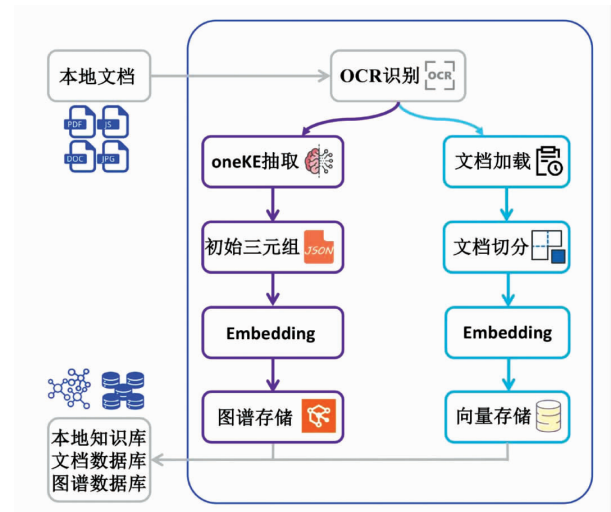 本地文档
OCR识别
OCR
PDF
JS
DOC
JPG
oneKE抽取
文档加载
初始三元组
JSON
文档切分
Embedding
Embedding
图谱存储
向量存储
本地知识库
文档数据库
图谱数据库